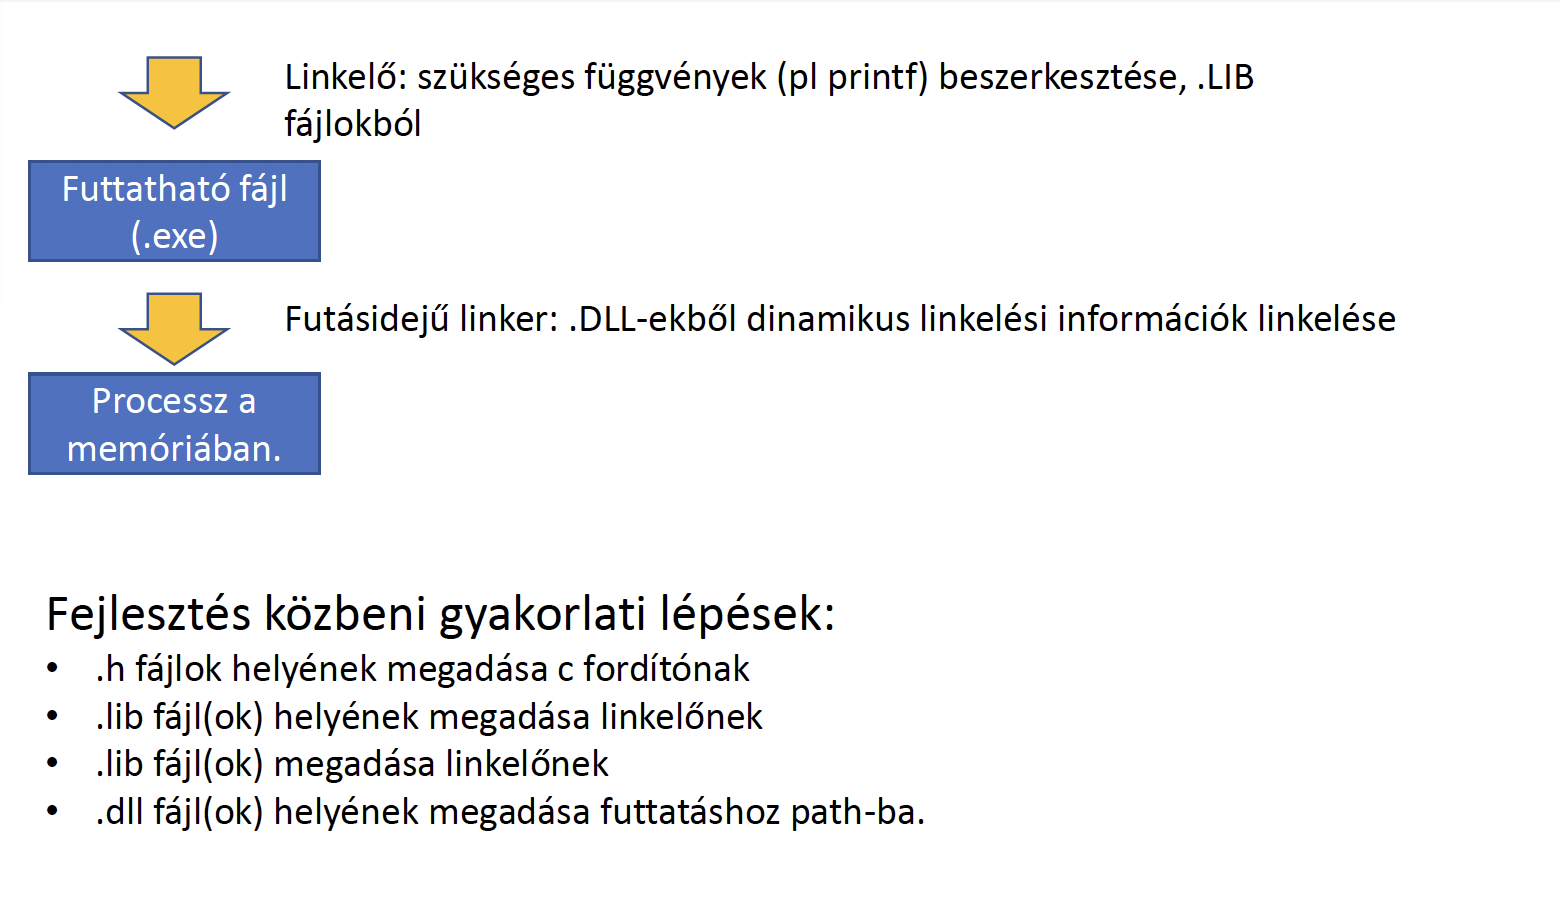 Linkelő: szükséges függvények (pl printf) beszerkesztése, .LIB
fájlokból
Futtatható fájl
(.exe)
Futásidejű linker: .DLL-ekből dinamikus linkelési információk linkelése
Processz a
memóriában.
Fejlesztés közbeni gyakorlati lépések:
• .h fájlok helyének megadása c fordítónak
• .lib fájl(ok) helyének megadása linkelőnek
• .lib fájl(ok) megadása linkelőnek
• .dll fájl(ok) helyének megadása futtatáshoz path-ba.